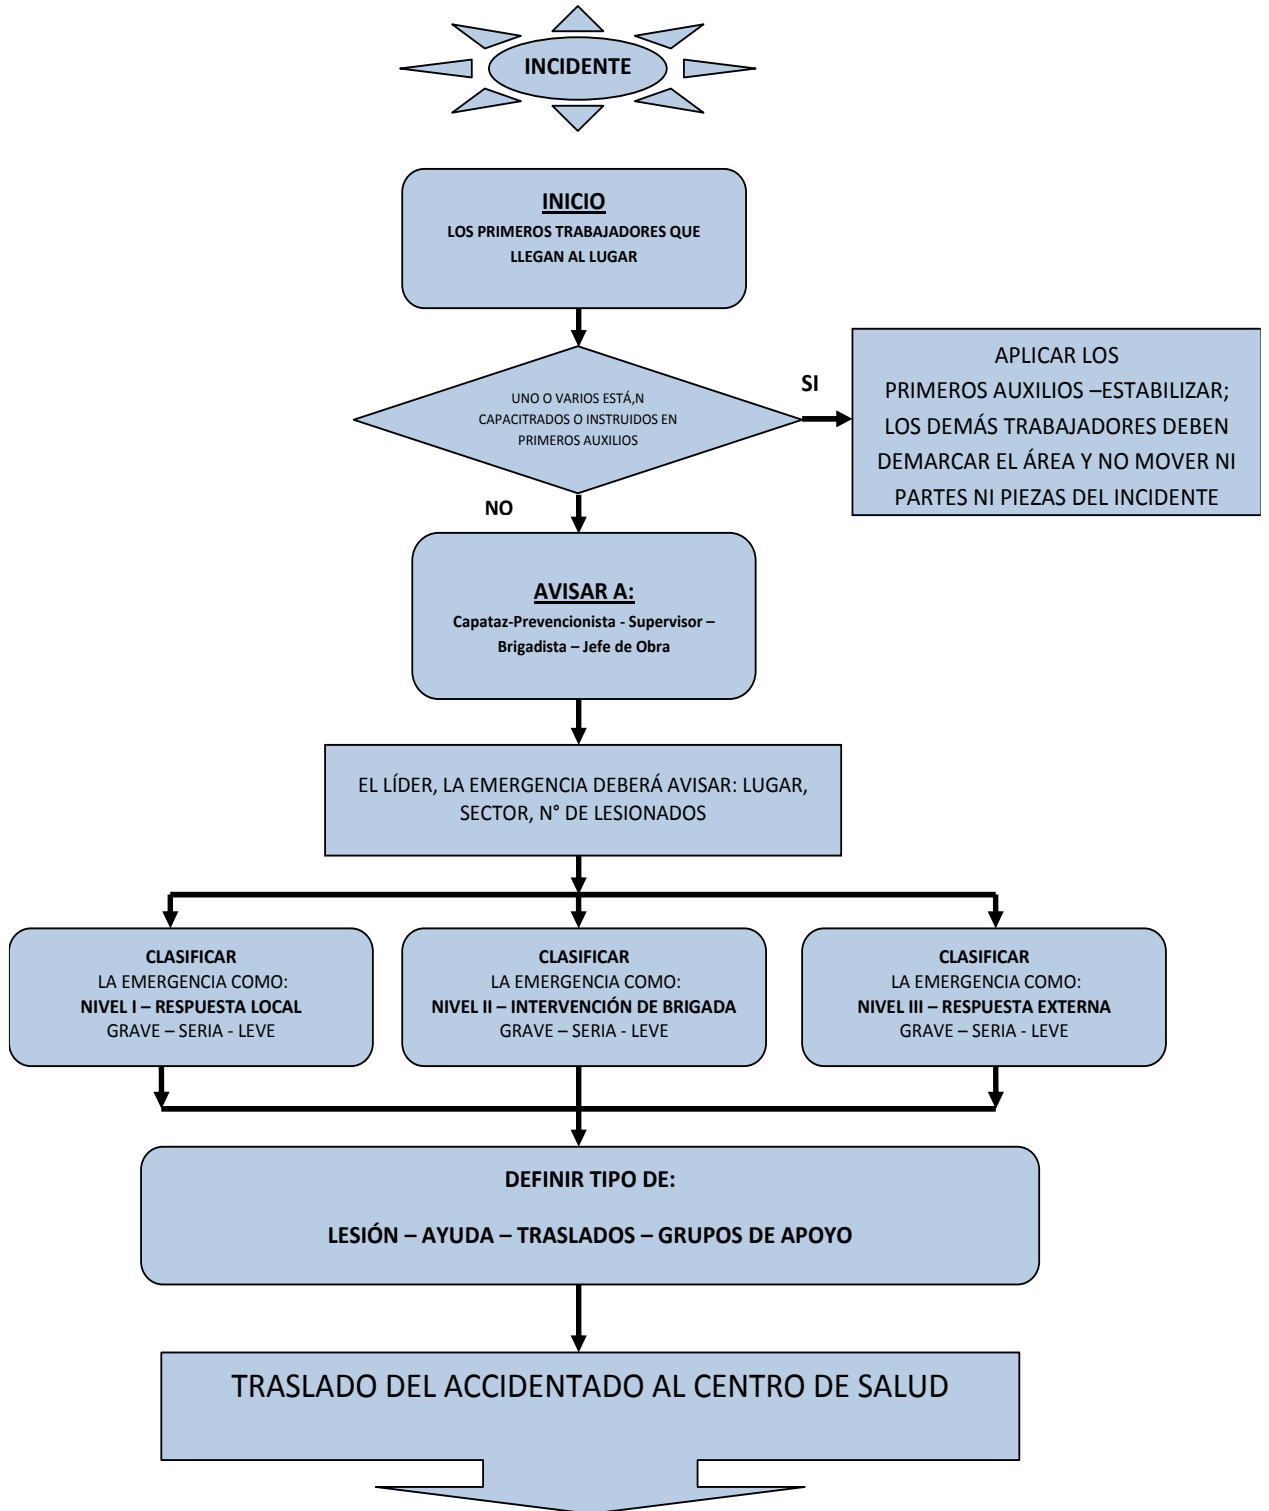 INCIDENTE
INICIO
LOS PRIMEROS TRABAJADORES QUE
LLEGAN AL LUGAR
UNO O VARIOS ESTÁ,N
CAPACITRADOS O INSTRUIDOS EN
PRIMEROS AUXILIOS
SI
APLICAR LOS
PRIMEROS AUXILIOS –ESTABILIZAR;
LOS DEMÁS TRABAJADORES DEBEN
DEMARCAR EL ÁREA Y NO MOVER NI
PARTES NI PIEZAS DEL INCIDENTE
NO
AVISAR A:
Capataz-Prevencionista - Supervisor –
Brigadista – Jefe de Obra
EL LÍDER, LA EMERGENCIA DEBERÁ AVISAR: LUGAR,
SECTOR, N° DE LESIONADOS
CLASIFICAR
LA EMERGENCIA COMO:
NIVEL I – RESPUESTA LOCAL
GRAVE – SERIA - LEVE
CLASIFICAR
LA EMERGENCIA COMO:
NIVEL II – INTERVENCIÓN DE BRIGADA
GRAVE – SERIA - LEVE
CLASIFICAR
LA EMERGENCIA COMO:
NIVEL III – RESPUESTA EXTERNA
GRAVE – SERIA - LEVE
DEFINIR TIPO DE:
LESIÓN – AYUDA – TRASLADOS – GRUPOS DE APOYO
TRASLADO DEL ACCIDENTADO AL CENTRO DE SALUD